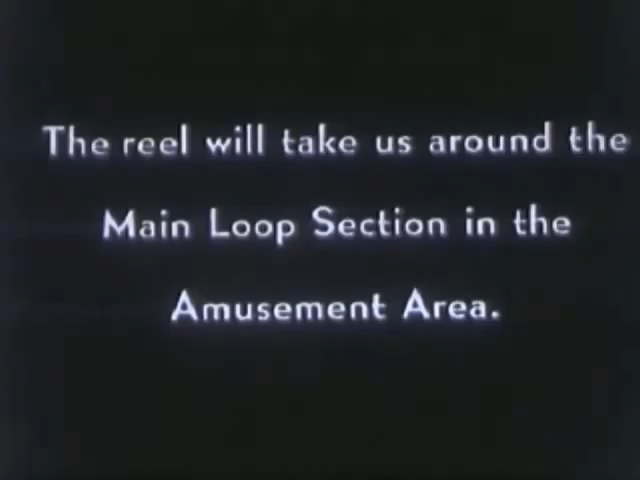 The reel will take us around the
Main Loop Section in the
Amusement Area.